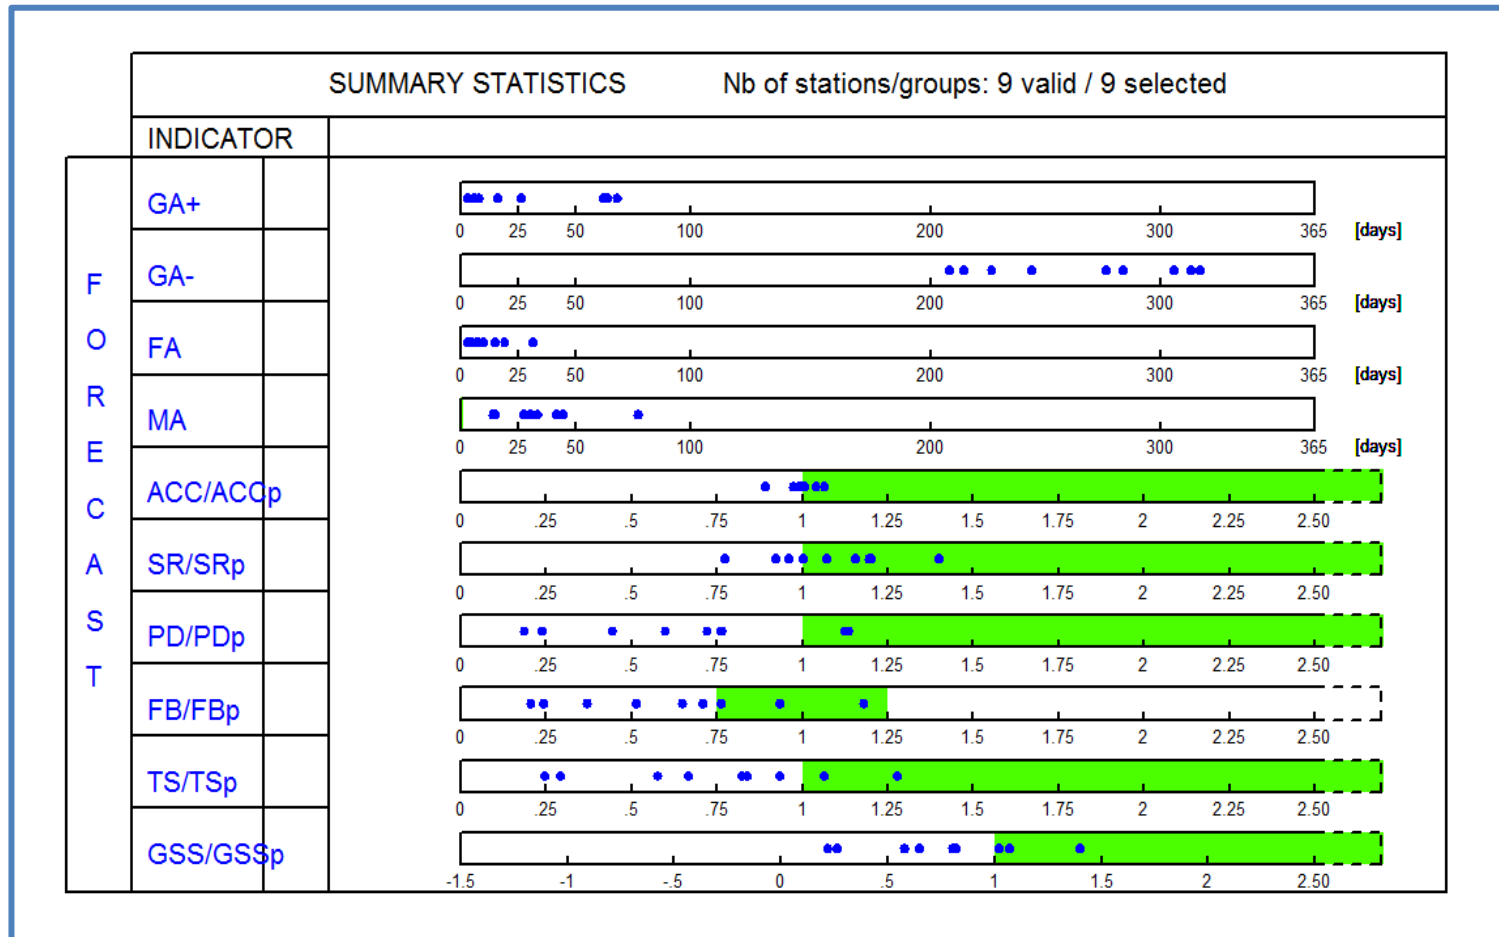 SUMMARY STATISTICS Nb of stations/groups: 9 valid / 9 selected
INDICATOR
FORECAST
GA+
0 25 50 100 200 300 365 [days]
GA-
0 25 50 100 200 300 365 [days]
FA
0 25 50 100 200 300 365 [days]
MA
0 25 50 100 200 300 365 [days]
ACC/ACCp
0 .25 .5 .75 1 1.25 1.5 1.75 2 2.25 2.50
SR/SRp
0 .25 .5 .75 1 1.25 1.5 1.75 2 2.25 2.50
PD/PDp
0 .25 .5 .75 1 1.25 1.5 1.75 2 2.25 2.50
FB/FBp
0 .25 .5 .75 1 1.25 1.5 1.75 2 2.25 2.50
TS/TSp
0 .25 .5 .75 1 1.25 1.5 1.75 2 2.25 2.50
GSS/GSSp
-1.5 -1 -.5 0 .5 1 1.5 2 2.50